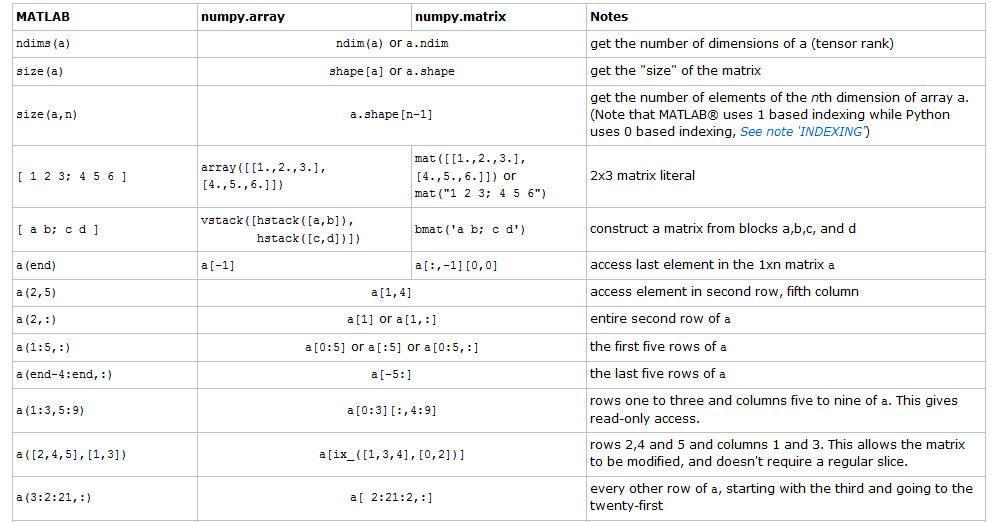 MATLAB numpy.array numpy.matrix Notes
ndims(a) ndim(a) or a.ndim get the number of dimensions of a (tensor rank)
size(a) shape[a] or a.shape get the "size" of the matrix
size(a,n) a.shape[n-1] get the number of elements of the nth dimension of array a.
(Note that MATLAB® uses 1 based indexing while Python
uses 0 based indexing, See note 'INDEXING')
[ 1 2 3; 4 5 6 ] array([[1.,2.,3.],
[4.,5.,6.]]) mat([[1.,2.,3.],
[4.,5.,6.]]) or
mat("1 2 3; 4 5 6") 2x3 matrix literal
[ a b; c d ] vstack([hstack([a,b]),
hstack([c,d])]) bmat('a b; c d') construct a matrix from blocks a,b,c, and d
a(end) a[-1] a[:,-1][0,0] access last element in the 1xn matrix a
a(2,5) a[1,4] access element in second row, fifth column
a(2,:) a[1] or a[1,:] entire second row of a
a(1:5,:) a[0:5] or a[:5] or a[0:5,:] the first five rows of a
a(end-4:end,:) a[-5:] the last five rows of a
a(1:3,5:9) a[0:3][:,4:9] rows one to three and columns five to nine of a. This gives
read-only access.
a([2,4,5],[1,3]) a[ix_([1,3,4],[0,2])] rows 2,4 and 5 and columns 1 and 3. This allows the matrix
to be modified, and doesn't require a regular slice.
a(3:2:21,:) a[ 2:21:2,:] every other row of a, starting with the third and going to the
twenty-first